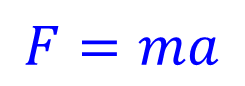 F = ma